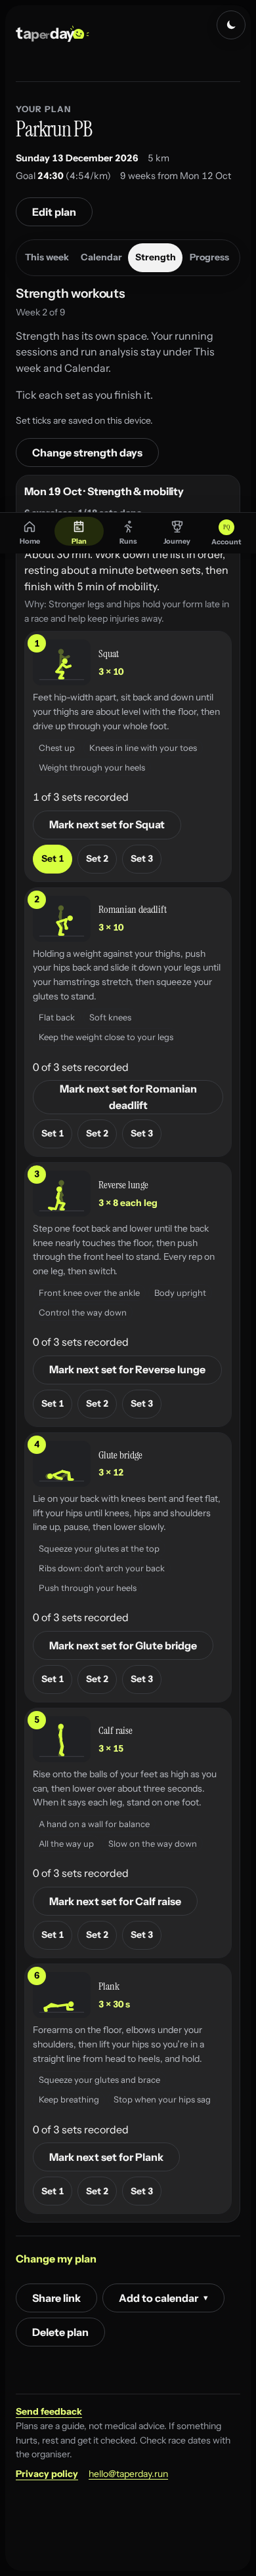 taperday
YOUR PLAN
Parkrun PB
Sunday 13 December 2026 5 km
Goal 24:30 (4:54/km) 9 weeks from Mon 12 Oct
Edit plan
This week Calendar Strength Progress
Strength workouts
Week 2 of 9
Strength has its own space. Your running
sessions and run analysis stay under This
week and Calendar.
Tick each set as you finish it.
Set ticks are saved on this device.
Change strength days
Mon 19 Oct · Strength & mobility
Home Plan Runs Journey Account
About 30 min. Work down the list in order,
resting about a minute between sets, then
finish with 5 min of mobility.
Why: Stronger legs and hips hold your form late in
a race and help keep injuries away.
1
Squat
3 × 10
Feet hip-width apart, sit back and down until
your thighs are about level with the floor, then
drive up through your whole foot.
Chest up Knees in line with your toes
Weight through your heels
1 of 3 sets recorded
Mark next set for Squat
Set 1 Set 2 Set 3
2
Romanian deadlift
3 × 10
Holding a weight against your thighs, push
your hips back and slide it down your legs until
your hamstrings stretch, then squeeze your
glutes to stand.
Flat back Soft knees
Keep the weight close to your legs
0 of 3 sets recorded
Mark next set for Romanian
deadlift
Set 1 Set 2 Set 3
3
Reverse lunge
3 × 8 each leg
Step one foot back and lower until the back
knee nearly touches the floor, then push
through the front heel to stand. Every rep on
one leg, then switch.
Front knee over the ankle Body upright
Control the way down
0 of 3 sets recorded
Mark next set for Reverse lunge
Set 1 Set 2 Set 3
4
Glute bridge
3 × 12
Lie on your back with knees bent and feet flat,
lift your hips until knees, hips and shoulders
line up, pause, then lower slowly.
Squeeze your glutes at the top
Ribs down: don't arch your back
Push through your heels
0 of 3 sets recorded
Mark next set for Glute bridge
Set 1 Set 2 Set 3
5
Calf raise
3 × 15
Rise onto the balls of your feet as high as you
can, then lower over about three seconds.
When it says each leg, stand on one foot.
A hand on a wall for balance
All the way up Slow on the way down
0 of 3 sets recorded
Mark next set for Calf raise
Set 1 Set 2 Set 3
6
Plank
3 × 30 s
Forearms on the floor, elbows under your
shoulders, then lift your hips so you're in a
straight line from head to heels, and hold.
Squeeze your glutes and brace
Keep breathing Stop when your hips sag
0 of 3 sets recorded
Mark next set for Plank
Set 1 Set 2 Set 3
Change my plan
Share link Add to calendar
Delete plan
Send feedback
Plans are a guide, not medical advice. If something
hurts, rest and get it checked. Check race dates with
the organiser.
Privacy policy hello@taperday.run